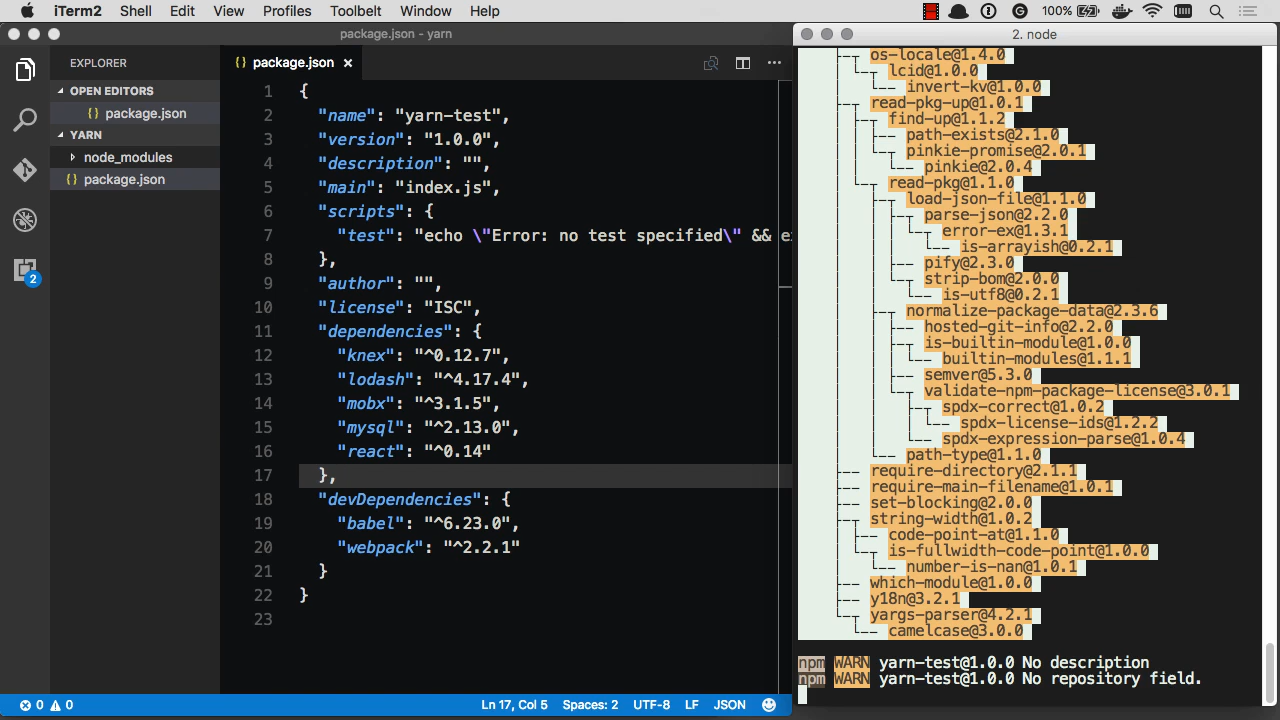 iTerm2 Shell Edit View Profiles Toolbelt Window Help 100%
package.json - yarn
2. node
EXPLORER
OPEN EDITORS
package.json
YARN
node_modules
package.json
2
package.json
1 {
2 "name": "yarn-test",
3 "version": "1.0.0",
4 "description": "",
5 "main": "index.js",
6 "scripts": {
7 "test": "echo \"Error: no test specified\" && e
8 },
9 "author": "",
10 "license": "ISC",
11 "dependencies": {
12 "knex": "^0.12.7",
13 "lodash": "^4.17.4",
14 "mobx": "^3.1.5",
15 "mysql": "^2.13.0",
16 "react": "^0.14"
17 },
18 "devDependencies": {
19 "babel": "^6.23.0",
20 "webpack": "^2.2.1"
21 }
22 }
23
0 0 Ln 17, Col 5 Spaces: 2 UTF-8 LF JSON
os-locale@1.4.0
lcid@1.0.0
invert-kv@1.0.0
read-pkg-up@1.0.1
find-up@1.1.2
path-exists@2.1.0
pinkie-promise@2.0.1
pinkie@2.0.4
read-pkg@1.1.0
load-json-file@1.1.0
parse-json@2.2.0
error-ex@1.3.1
is-arrayish@0.2.1
pify@2.3.0
strip-bom@2.0.0
is-utf8@0.2.1
normalize-package-data@2.3.6
hosted-git-info@2.2.0
is-builtin-module@1.0.0
builtin-modules@1.1.1
semver@5.3.0
validate-npm-package-license@3.0.1
spdx-correct@1.0.2
spdx-license-ids@1.2.2
spdx-expression-parse@1.0.4
path-type@1.1.0
require-directory@2.1.1
require-main-filename@1.0.1
set-blocking@2.0.0
string-width@1.0.2
code-point-at@1.1.0
is-fullwidth-code-point@1.0.0
number-is-nan@1.0.1
which-module@1.0.0
y18n@3.2.1
yargs-parser@4.2.1
camelcase@3.0.0
npm WARN yarn-test@1.0.0 No description
npm WARN yarn-test@1.0.0 No repository field.